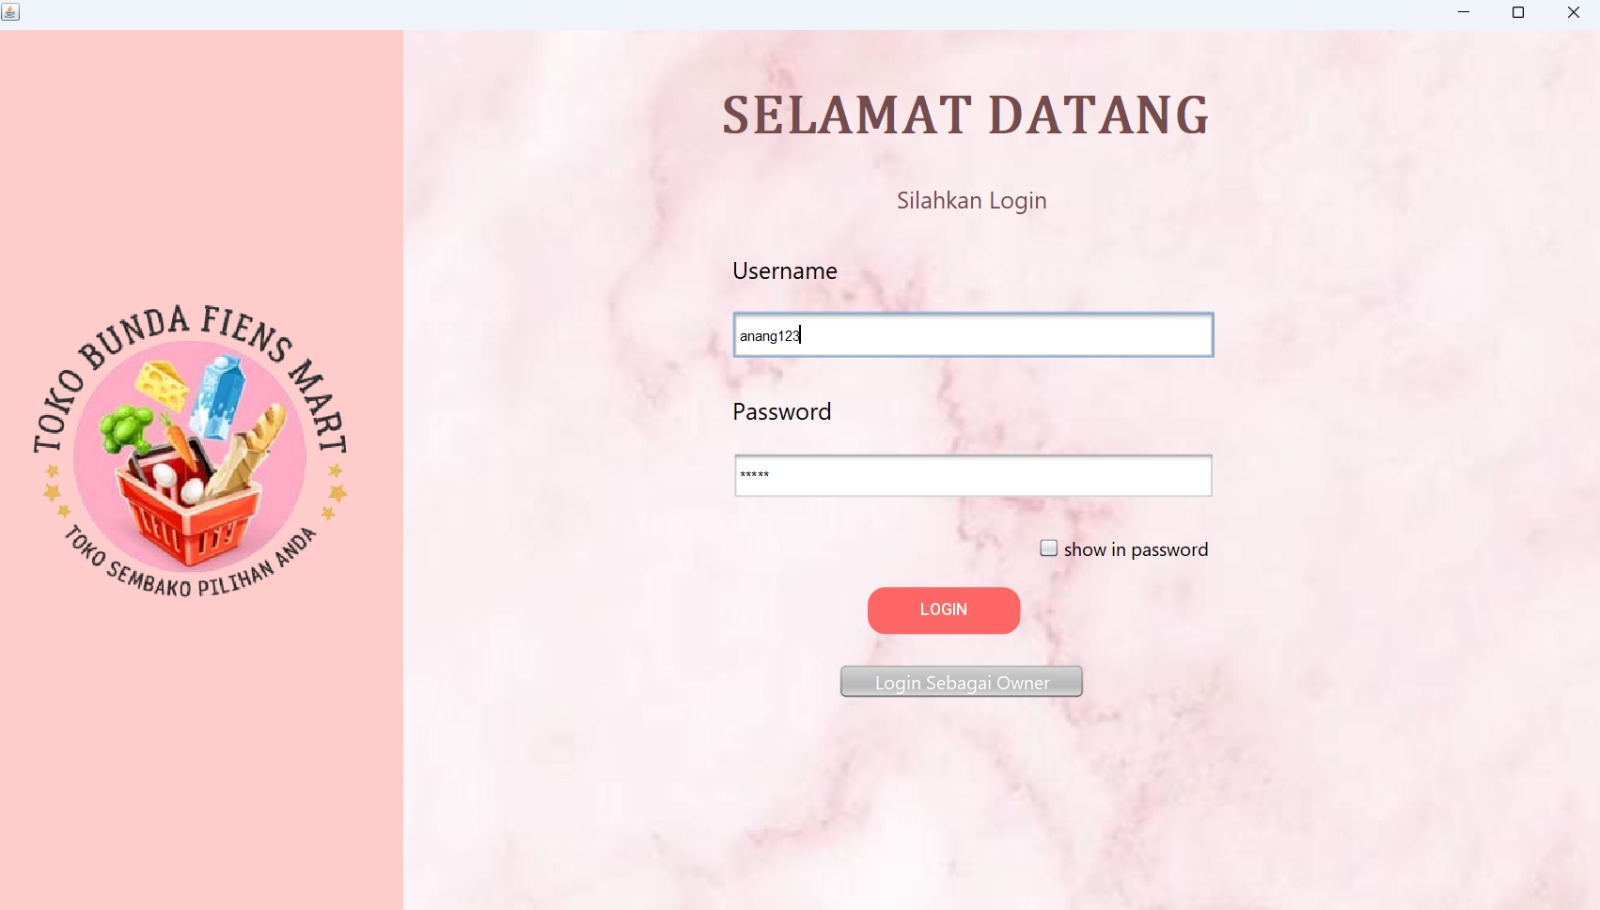 TOKO BUNDA FIENS MART
TOKO SEMBAKO PILIHAN ANDA
SELAMAT DATANG
Silahkan Login
Username
anang123
Password
*****
show in password
LOGIN
Login Sebagai Owner